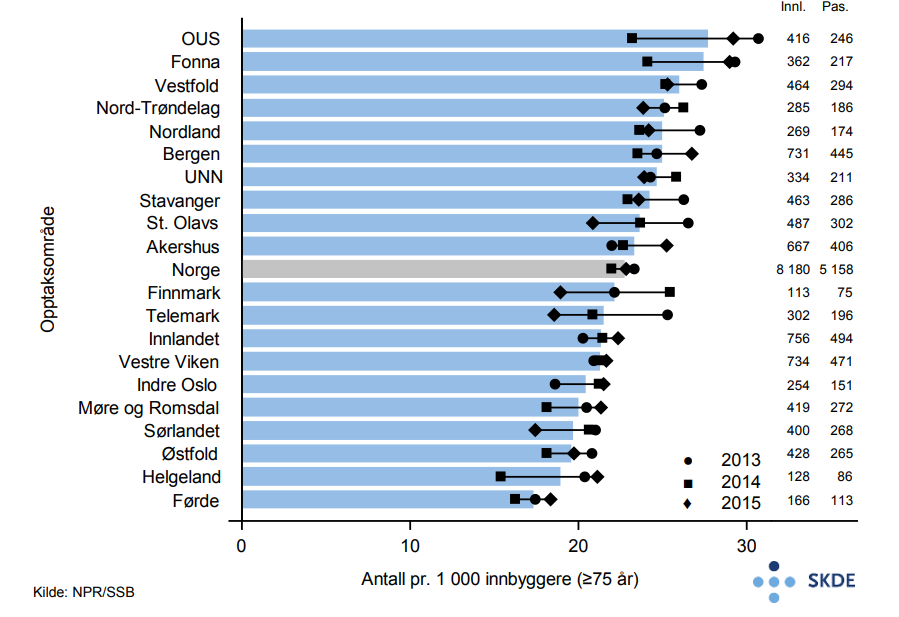 Innl. Pas.
OUS 416 246
Fonna 362 217
Vestfold 464 294
Nord-Trøndelag 285 186
Nordland 269 174
Bergen 731 445
UNN 334 211
Stavanger 463 286
St. Olavs 487 302
Akershus 667 406
Norge 8 180 5 158
Finnmark 113 75
Telemark 302 196
Innlandet 756 494
Vestre Viken 734 471
Indre Oslo 254 151
Møre og Romsdal 419 272
Sørlandet 400 268
Østfold 428 265
Helgeland 128 86
Førde 166 113
Opptaksområde
2013
2014
2015
0 10 20 30
Antall pr. 1 000 innbyggere (≥75 år)
Kilde: NPR/SSB
SKDE